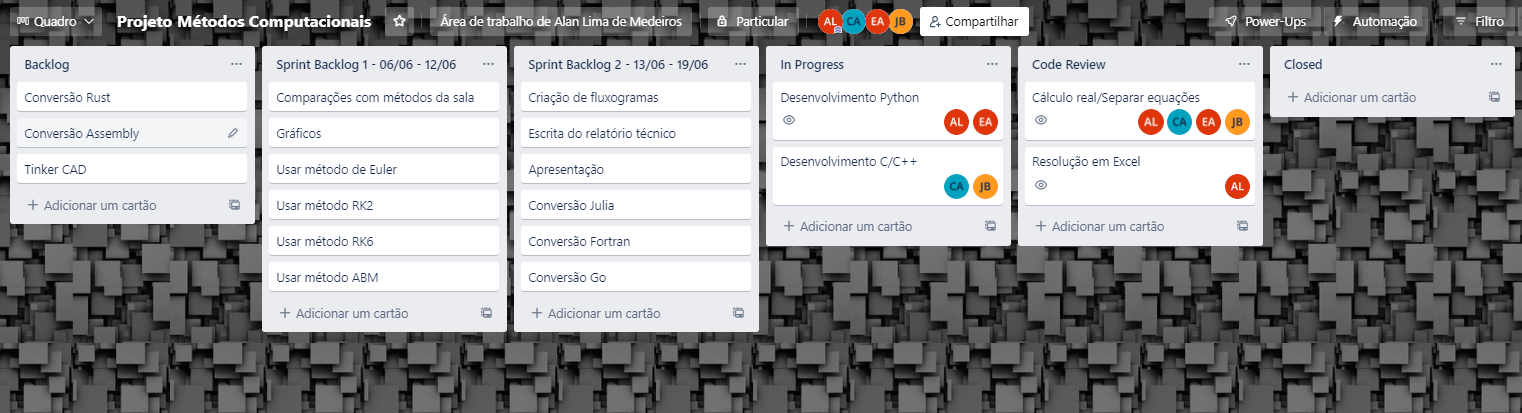 Quadro
Projeto Métodos Computacionais
Área de trabalho de Alan Lima de Medeiros
Particular
AL CA EA JB
Compartilhar
Power-Ups
Automação
Filtro
Backlog
Conversão Rust
Conversão Assembly
Tinker CAD
+ Adicionar um cartão
Sprint Backlog 1 - 06/06 - 12/06
Comparações com métodos da sala
Gráficos
Usar método de Euler
Usar método RK2
Usar método RK6
Usar método ABM
+ Adicionar um cartão
Sprint Backlog 2 - 13/06 - 19/06
Criação de fluxogramas
Escrita do relatório técnico
Apresentação
Conversão Julia
Conversão Fortran
Conversão Go
+ Adicionar um cartão
In Progress
Desenvolvimento Python
AL EA
Desenvolvimento C/C++
CA JB
+ Adicionar um cartão
Code Review
Cálculo real/Separar equações
AL CA EA JB
Resolução em Excel
AL
+ Adicionar um cartão
Closed
+ Adicionar um cartão